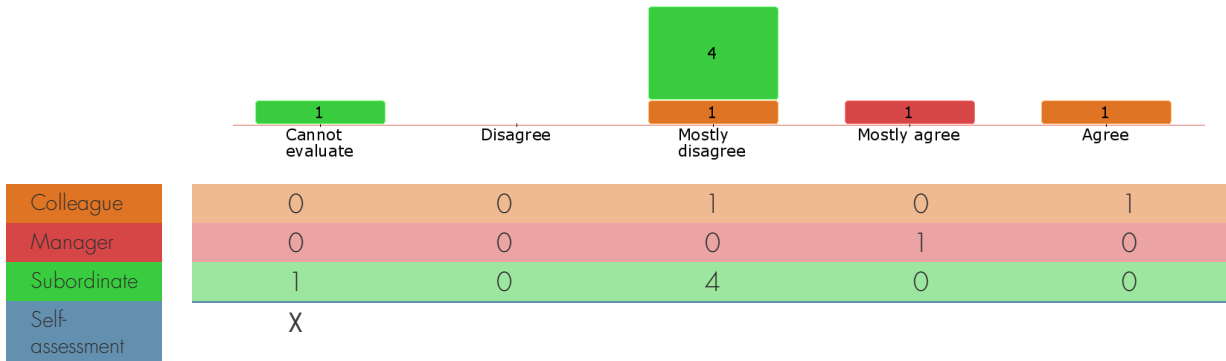 4
1 1 1 1
Cannot evaluate Disagree Mostly disagree Mostly agree Agree
Colleague 0 0 1 0 1
Manager 0 0 0 1 0
Subordinate 1 0 4 0 0
Self-
assessment X